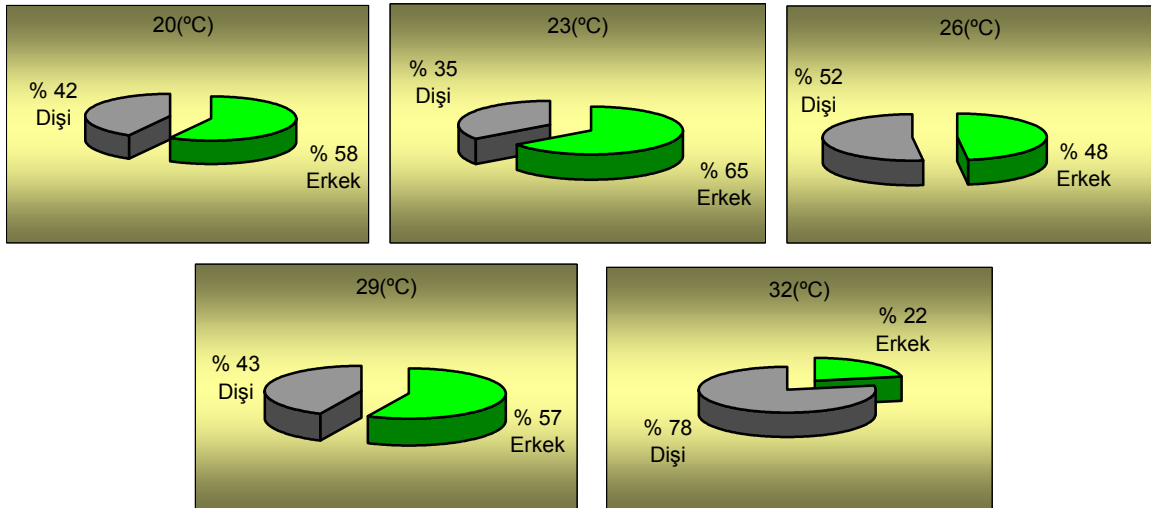 20(ºC)
% 42
Dişi
% 58
Erkek
23(ºC)
% 35
Dişi
% 65
Erkek
26(ºC)
% 52
Dişi
% 48
Erkek
29(ºC)
% 43
Dişi
% 57
Erkek
32(ºC)
% 22
Erkek
% 78
Dişi